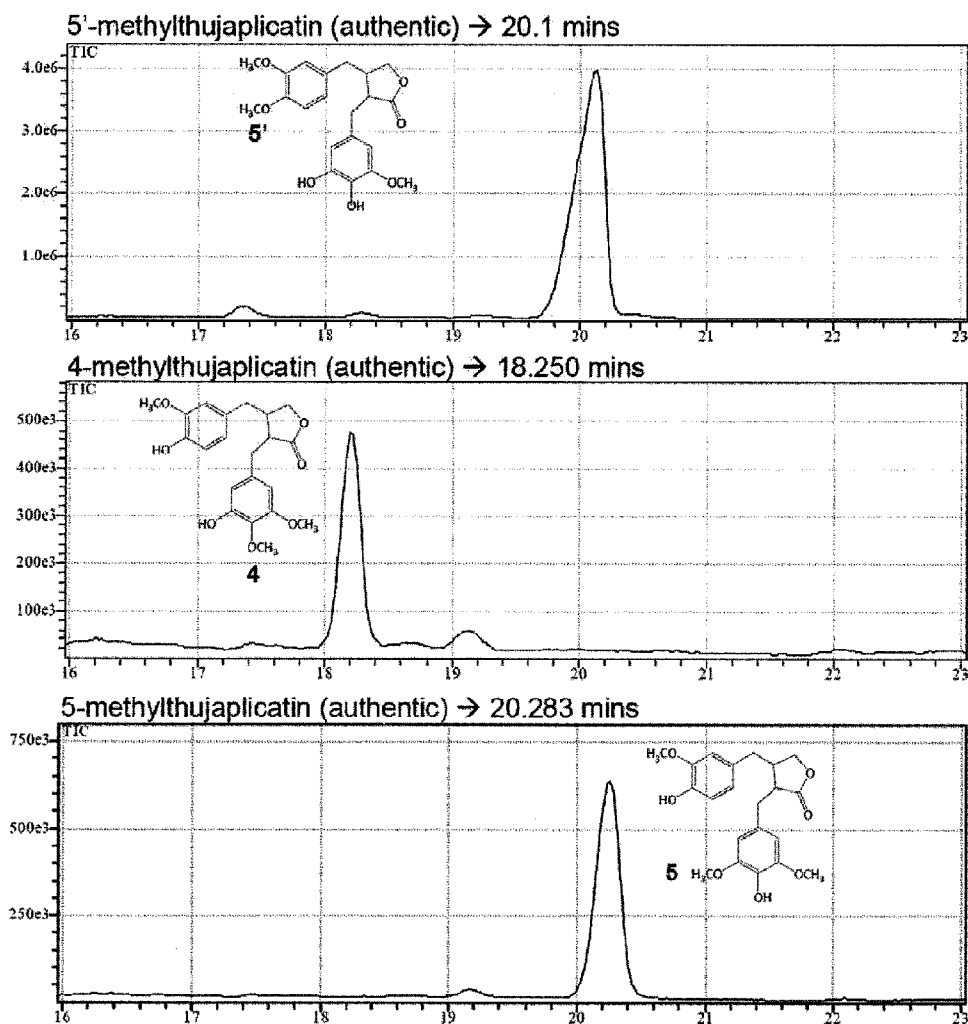 5'-methylthujaplicatin (authentic) → 20.1 mins
TIC
4.0e6
3.0e6
2.0e6
1.0e6
H₃CO
H₃CO
5'
O
O
HO
OCH₃
OH
16 17 18 19 20 21 22 23
4-methylthujaplicatin (authentic) → 18.250 mins
TIC
500e3
400e3
300e3
200e3
100e3
H₃CO
HO
O
O
HO
OCH₃
OCH₃
4
16 17 18 19 20 21 22 23
5-methylthujaplicatin (authentic) → 20.283 mins
TIC
750e3
500e3
250e3
H₃CO
HO
O
O
5
H₃CO
OCH₃
OH
16 17 18 19 20 21 22 23